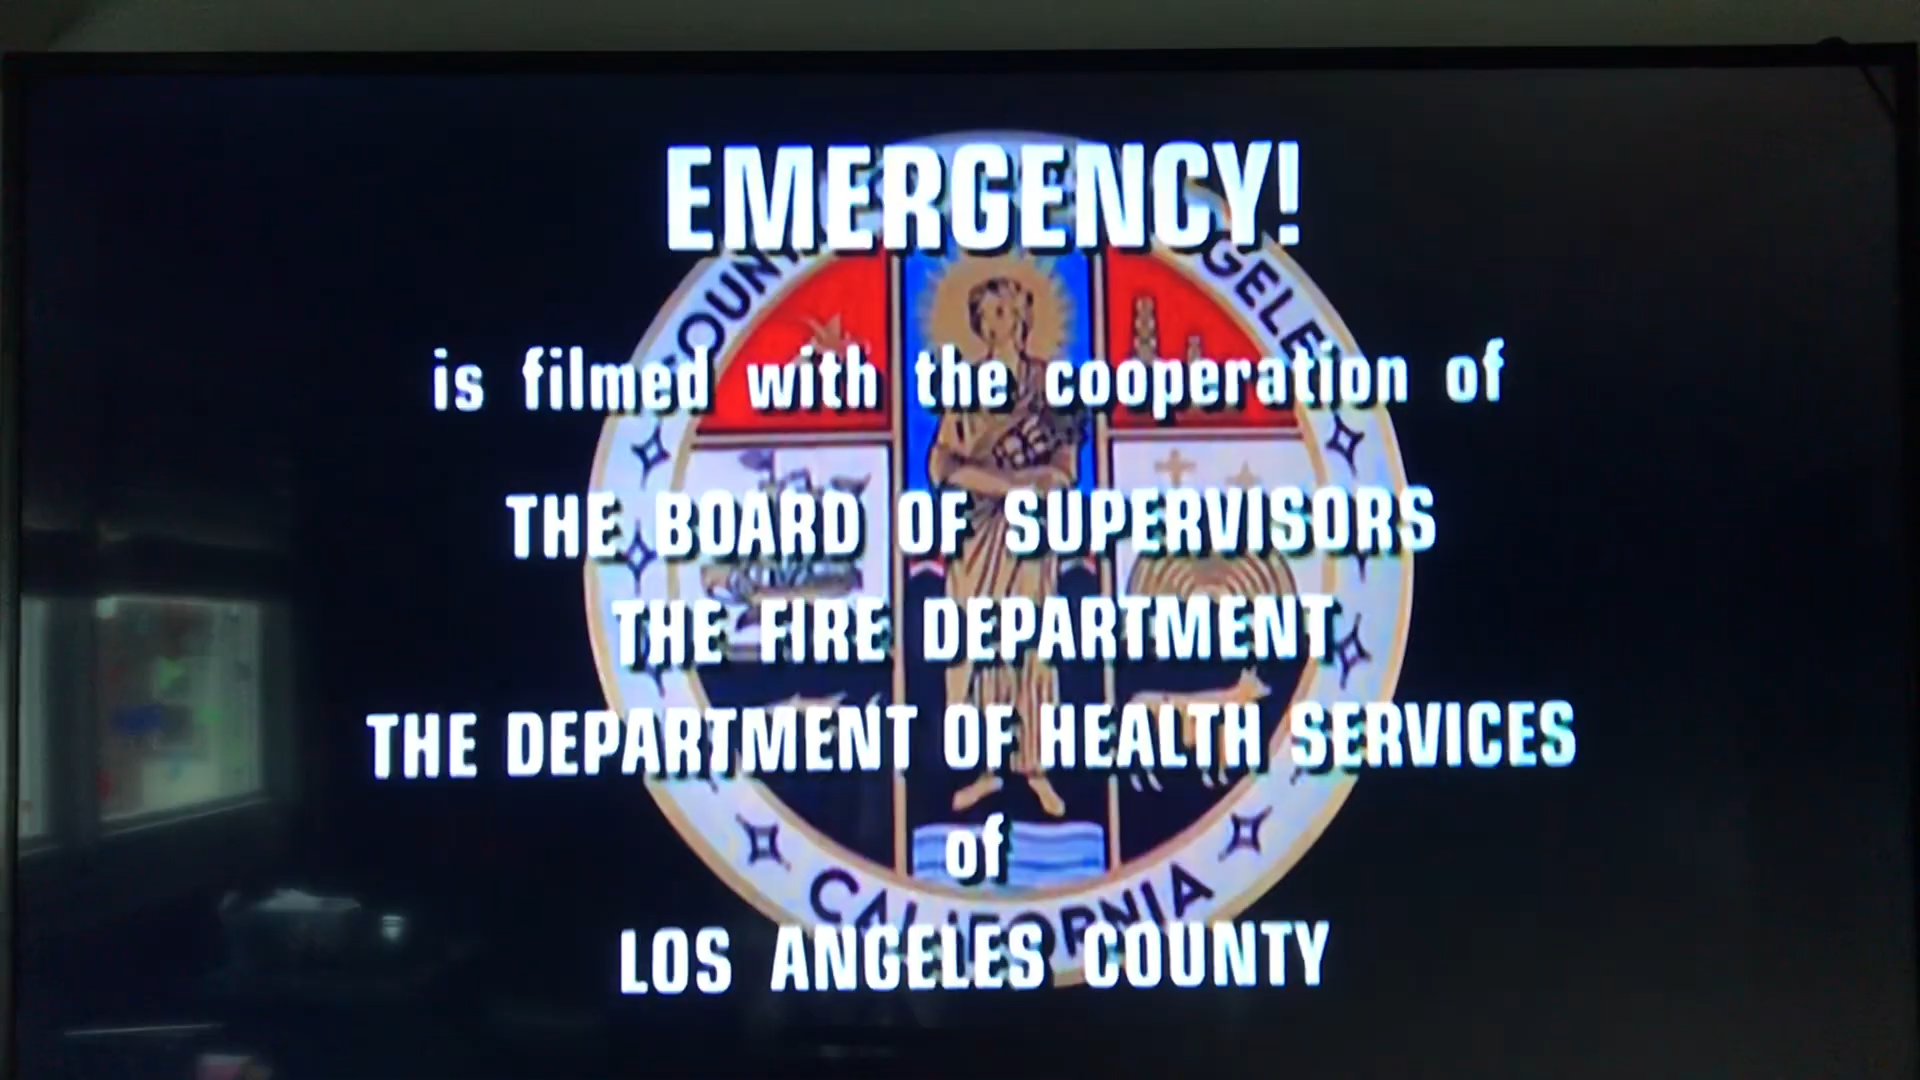 EMERGENCY!
is filmed with the cooperation of
THE BOARD OF SUPERVISORS
THE FIRE DEPARTMENT
THE DEPARTMENT OF HEALTH SERVICES
of
LOS ANGELES COUNTY
CALIFORNIA